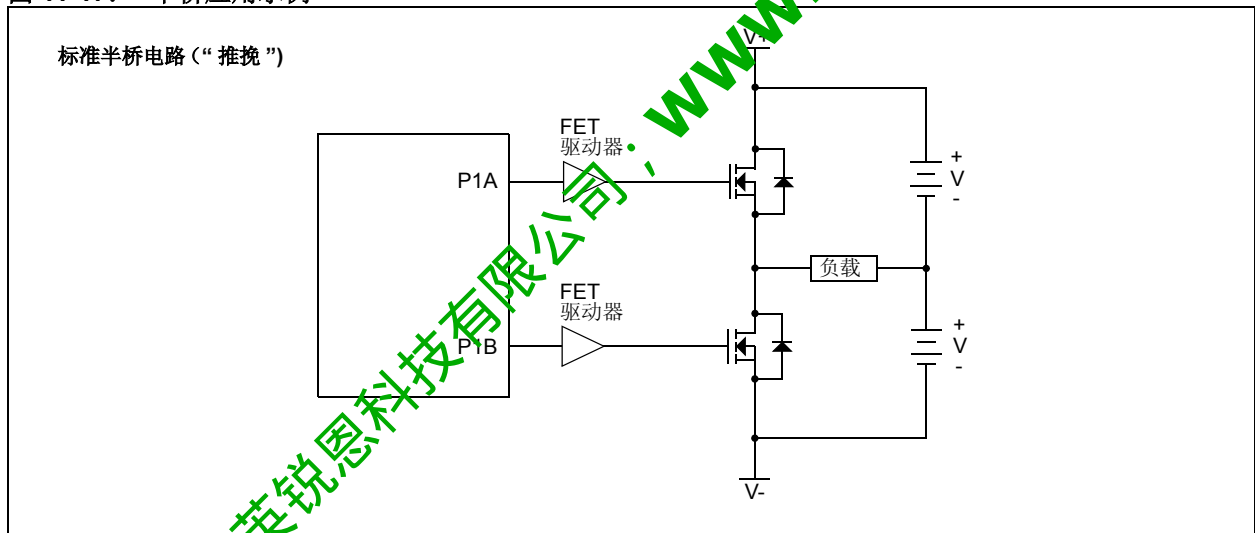 标准半桥电路（“ 推挽 ”)
V+
FET
驱动器
P1A
+
V
-
负载
FET
驱动器
P1B
+
V
-
V-
英锐恩科技有限公司；www